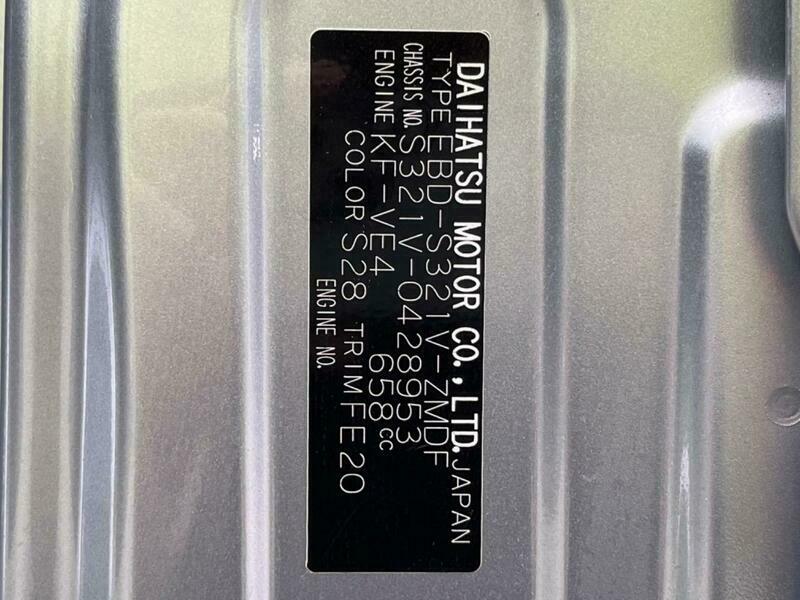 DAIHATSU MOTOR CO., LTD. JAPAN
TYPE EBD-S321V-ZMDF
CHASSIS NO. S321V-0428953
ENGINE KF-VE4 658cc
COLOR S28 TRIM FE20
ENGINE NO.